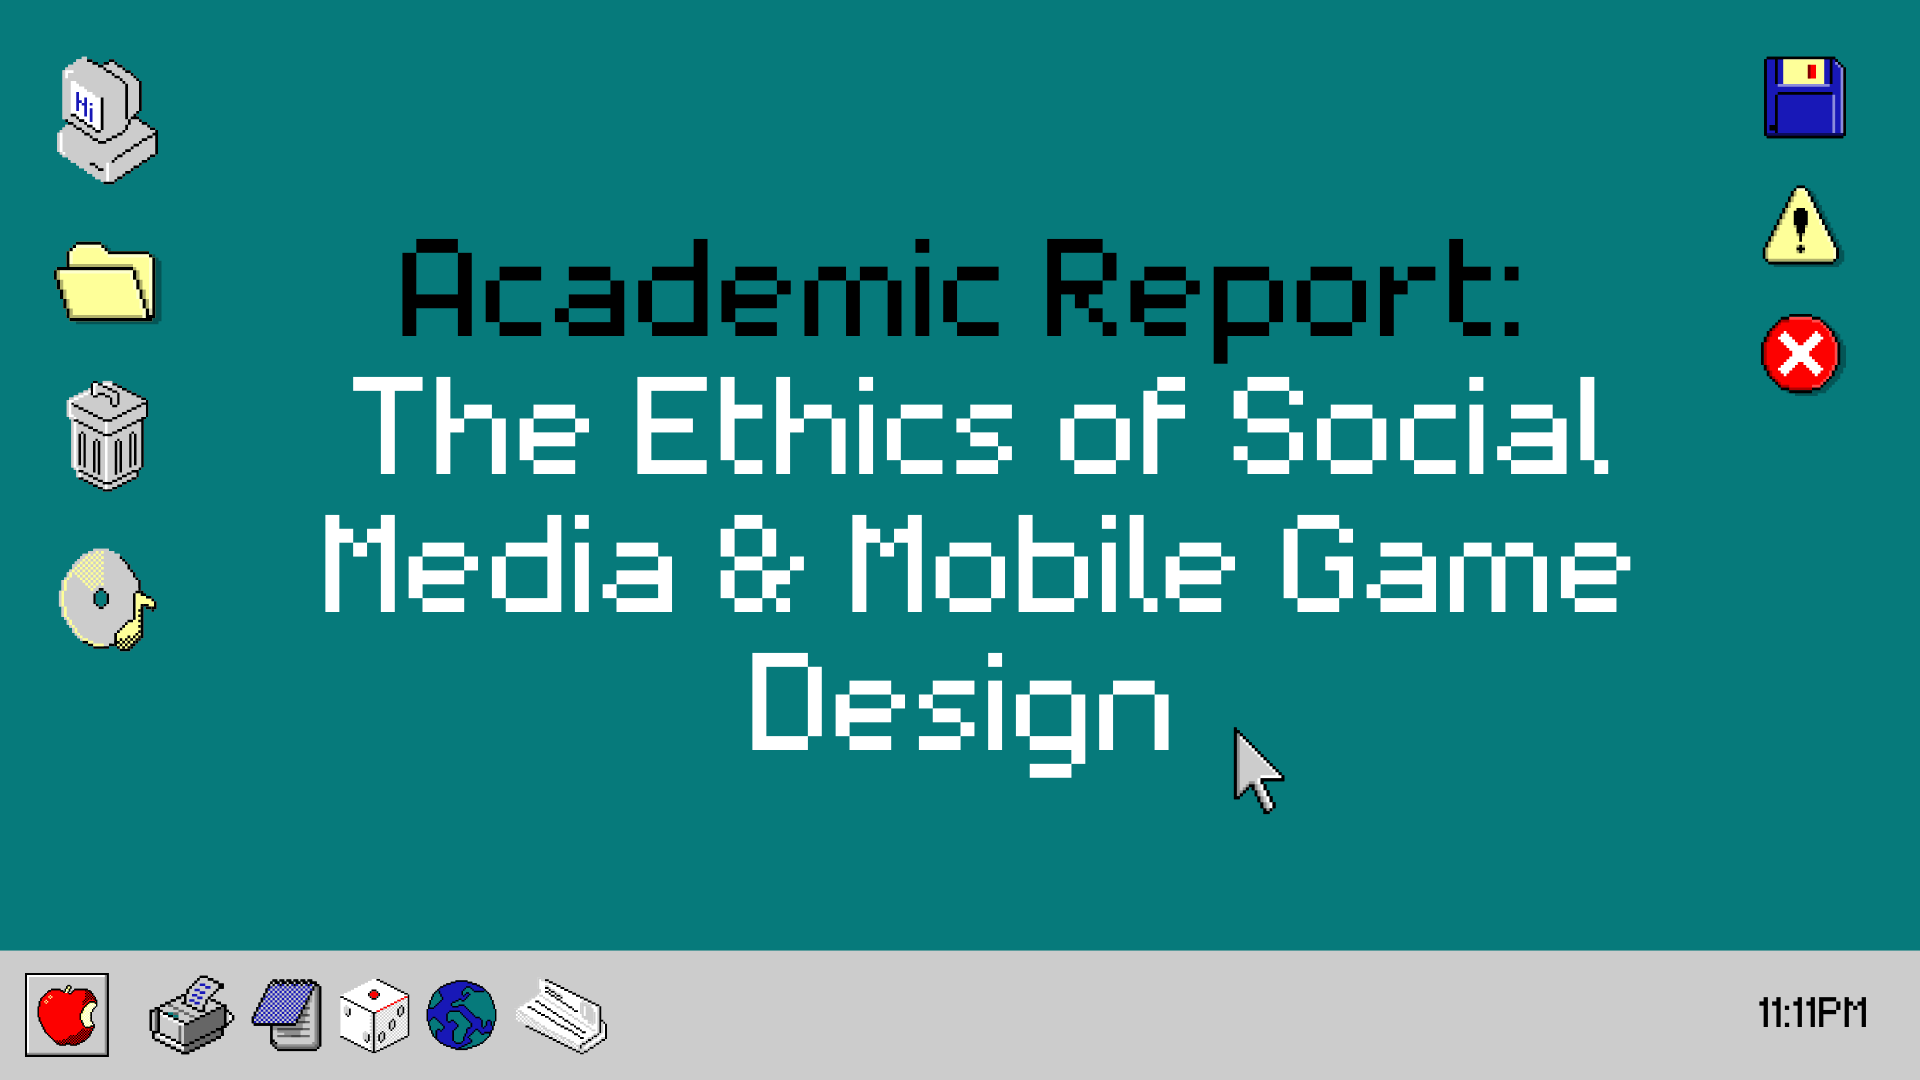 Hi
Academic Report:
The Ethics of Social
Media & Mobile Game
Design
11:11PM